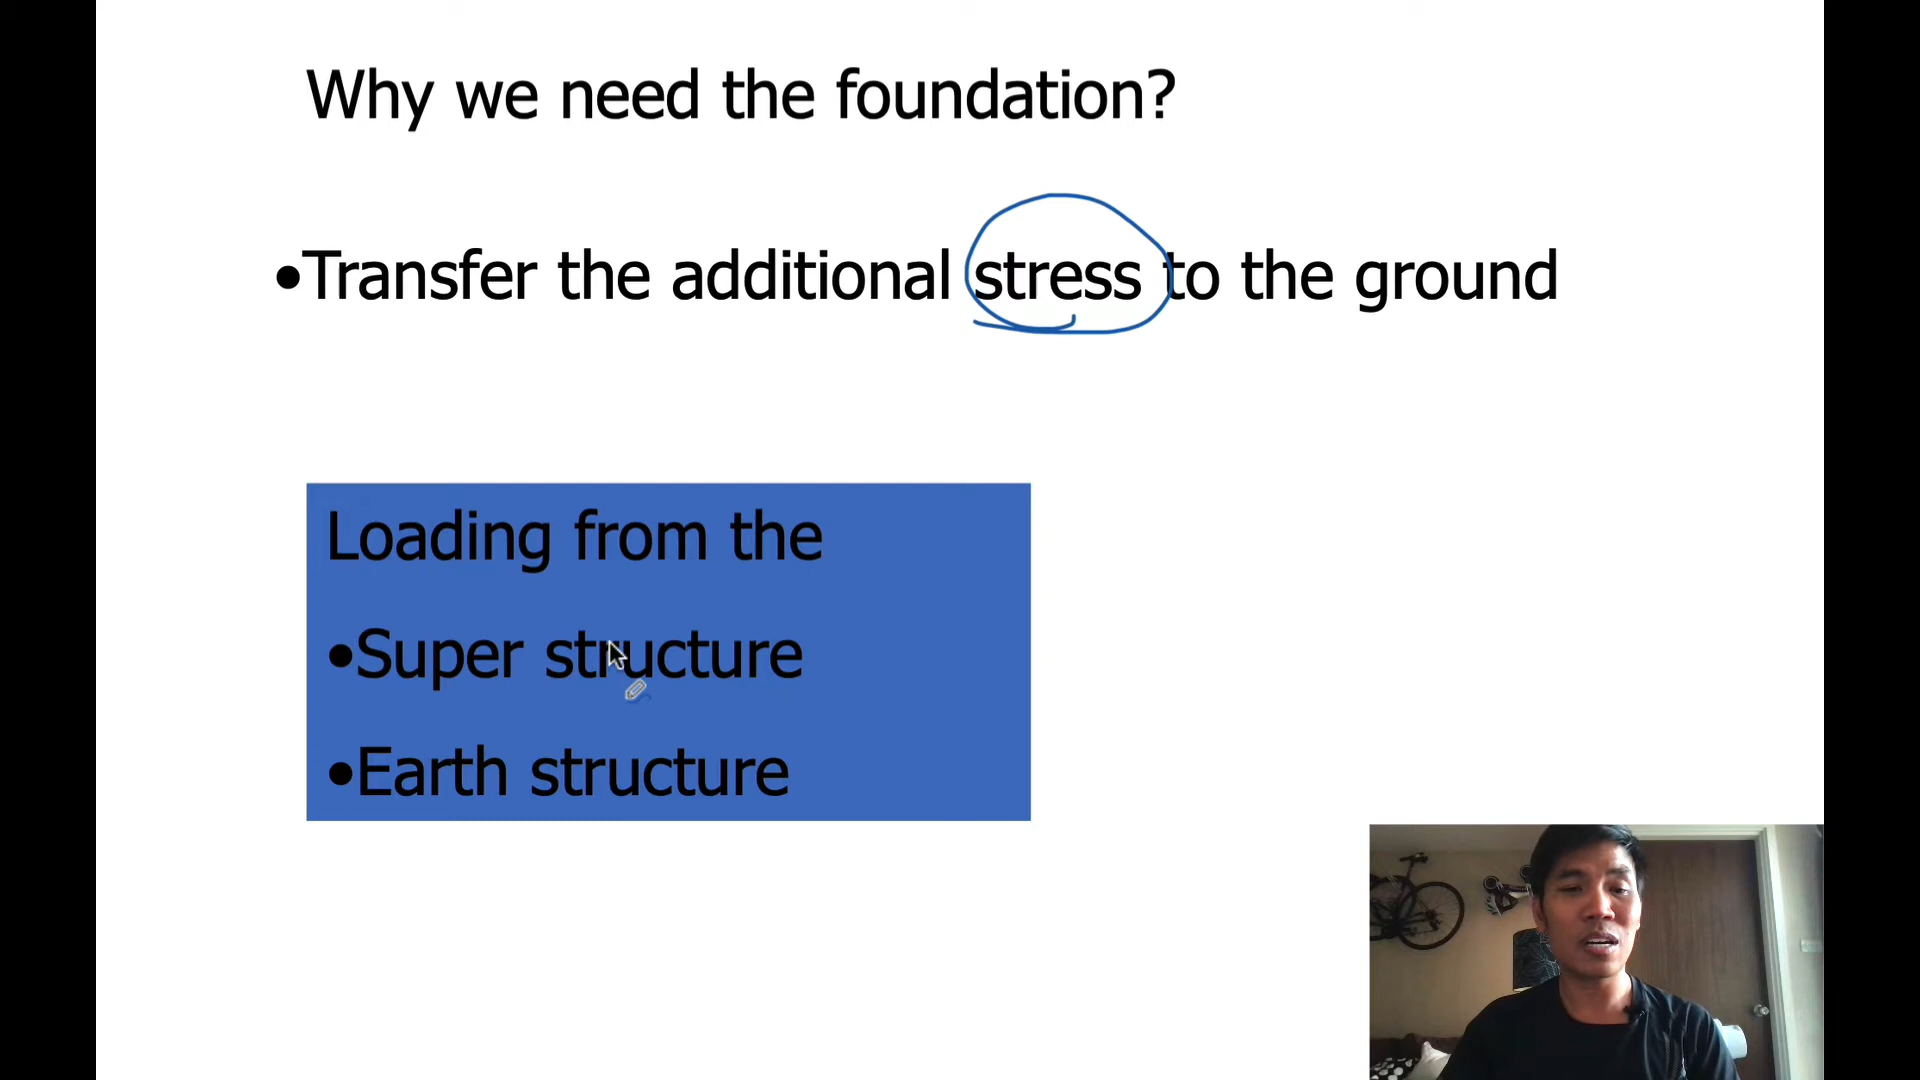 Why we need the foundation?
•Transfer the additional stress to the ground
Loading from the
•Super structure
•Earth structure